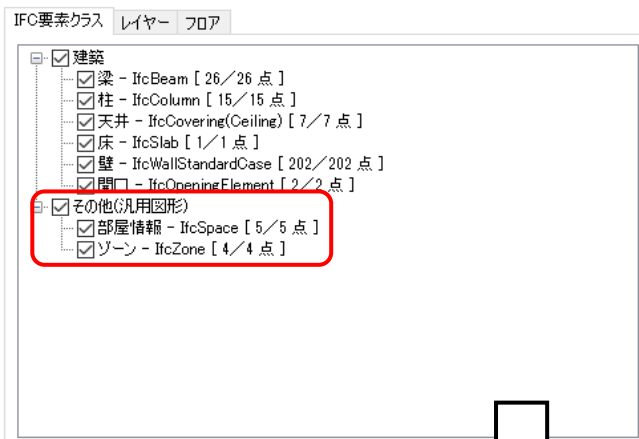 IFC要素クラス レイヤー フロア
建築
梁 - IfcBeam [ 26／26 点 ]
柱 - IfcColumn [ 15／15 点 ]
天井 - IfcCovering(Ceiling) [ 7／7 点 ]
床 - IfcSlab [ 1／1 点 ]
壁 - IfcWallStandardCase [ 202／202 点 ]
開口 - IfcOpeningElement [ 2／2 点 ]
その他(汎用図形)
部屋情報 - IfcSpace [ 5／5 点 ]
ゾーン - IfcZone [ 4／4 点 ]